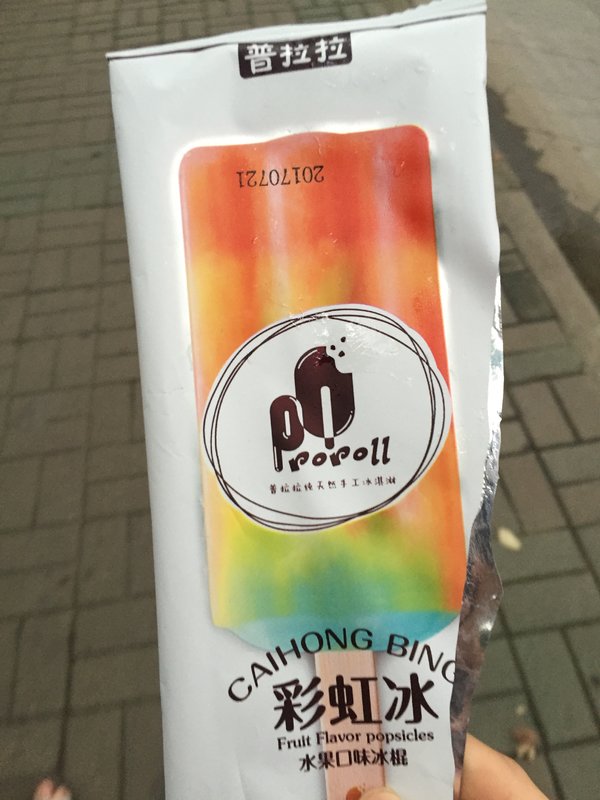 普拉拉
20170721
proroll
普拉拉纯天然手工冰淇淋
CAIHONG BING
彩虹冰
Fruit Flavor popsicles
水果口味冰棍